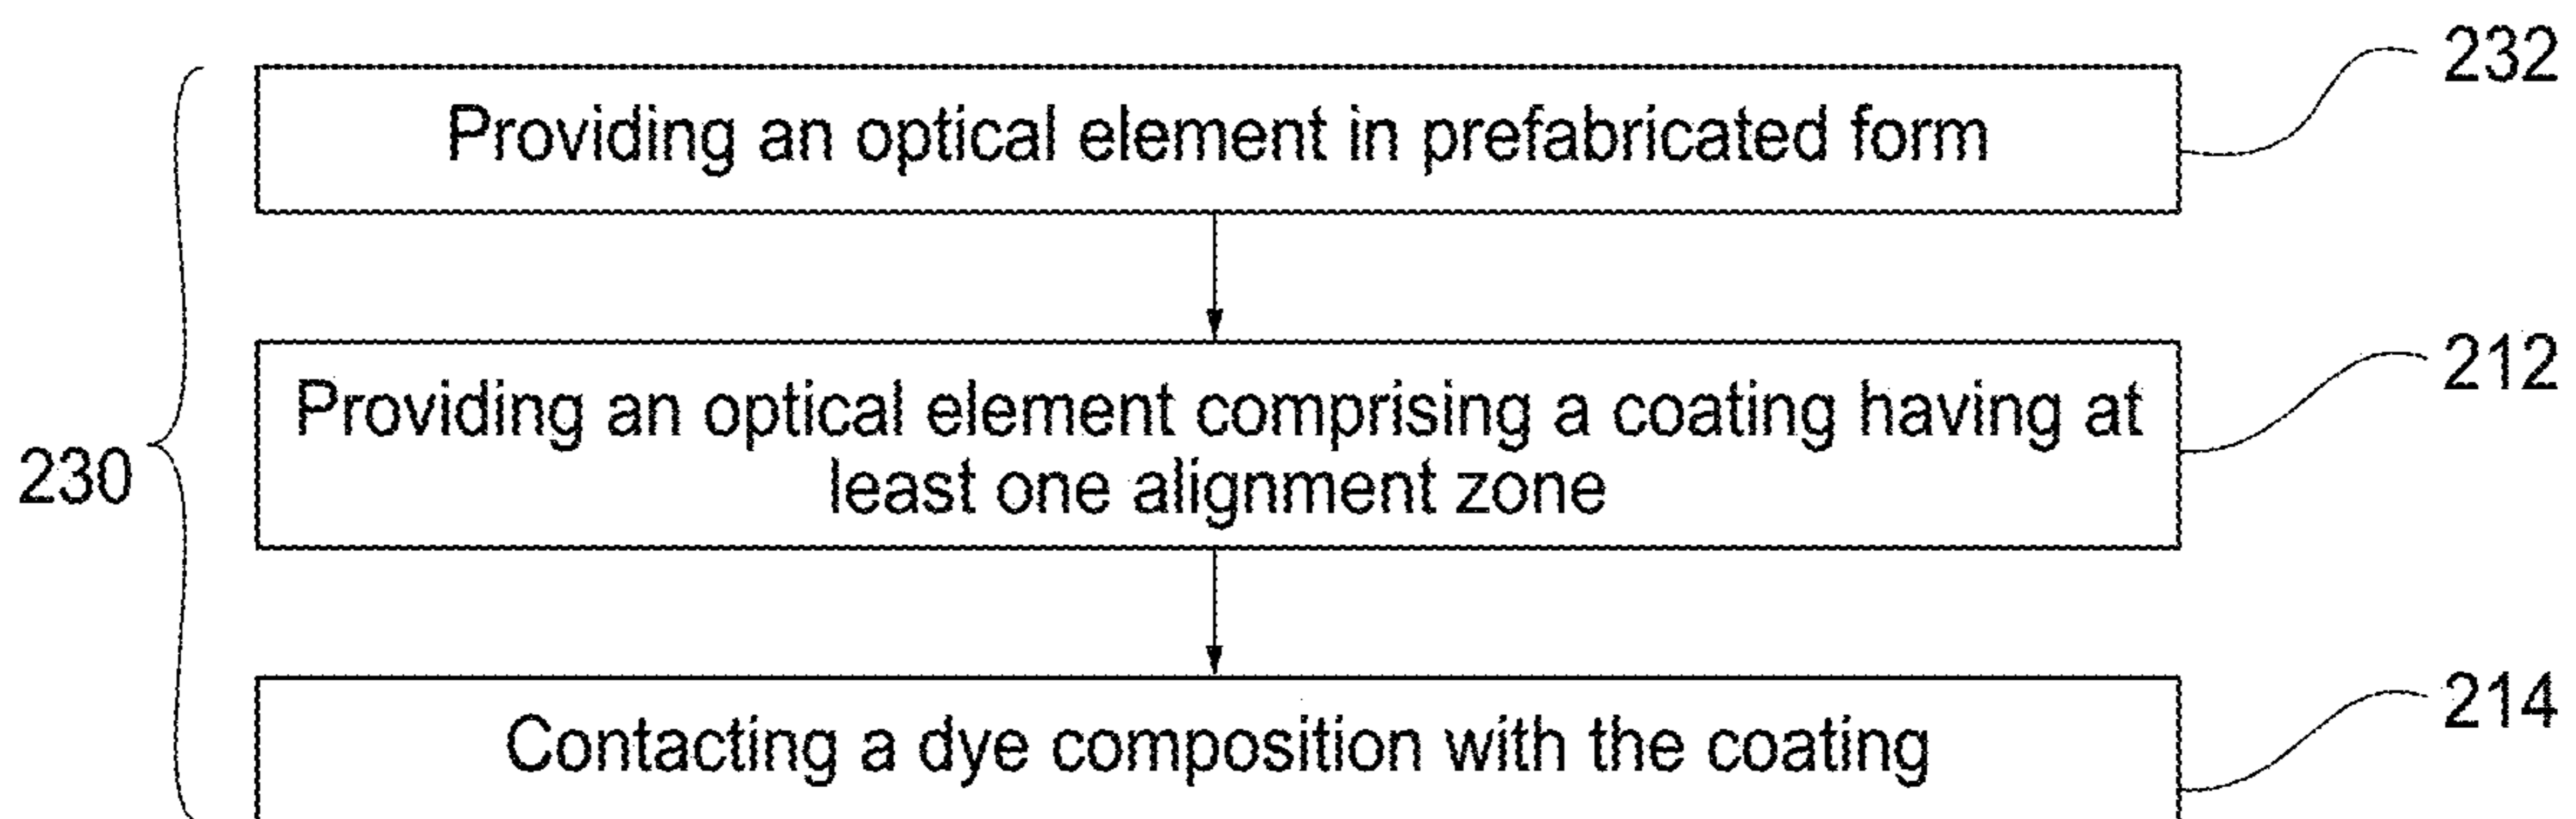 232
Providing an optical element in prefabricated form
212
Providing an optical element comprising a coating having at
least one alignment zone
230
214
Contacting a dye composition with the coating